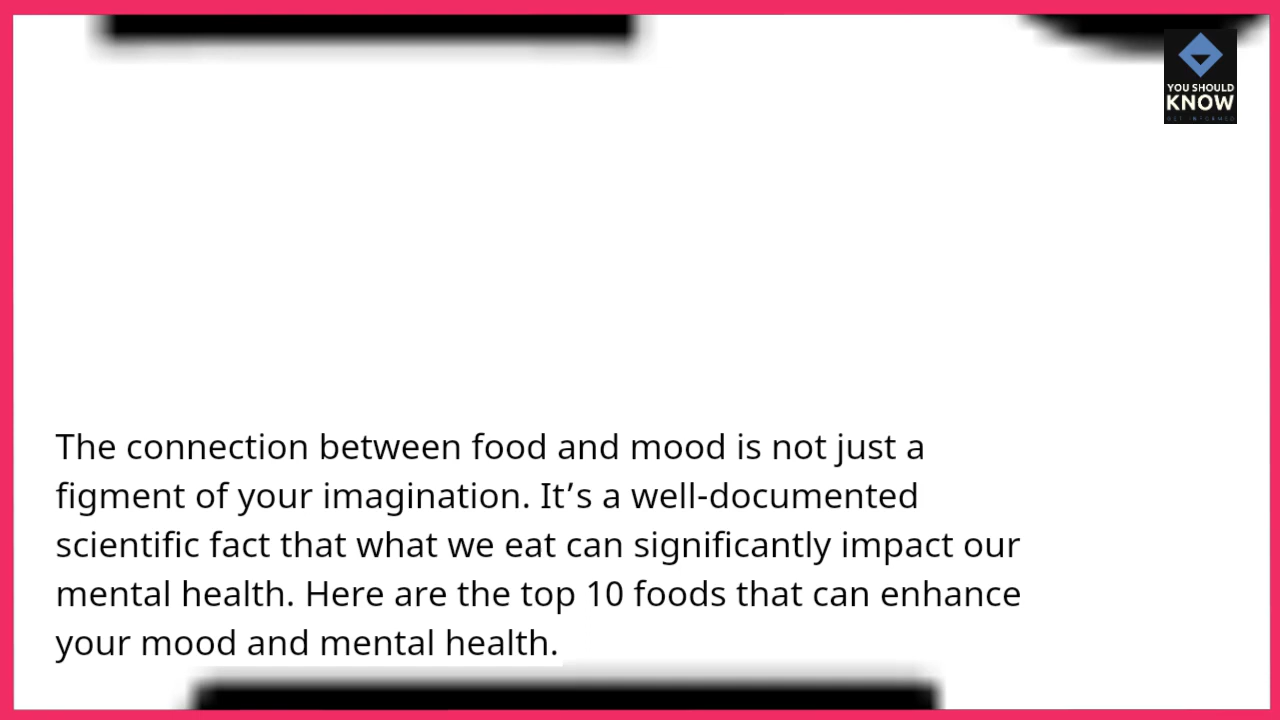 YOU SHOULD
KNOW
GET INFORMED
The connection between food and mood is not just a
figment of your imagination. It’s a well-documented
scientific fact that what we eat can significantly impact our
mental health. Here are the top 10 foods that can enhance
your mood and mental health.